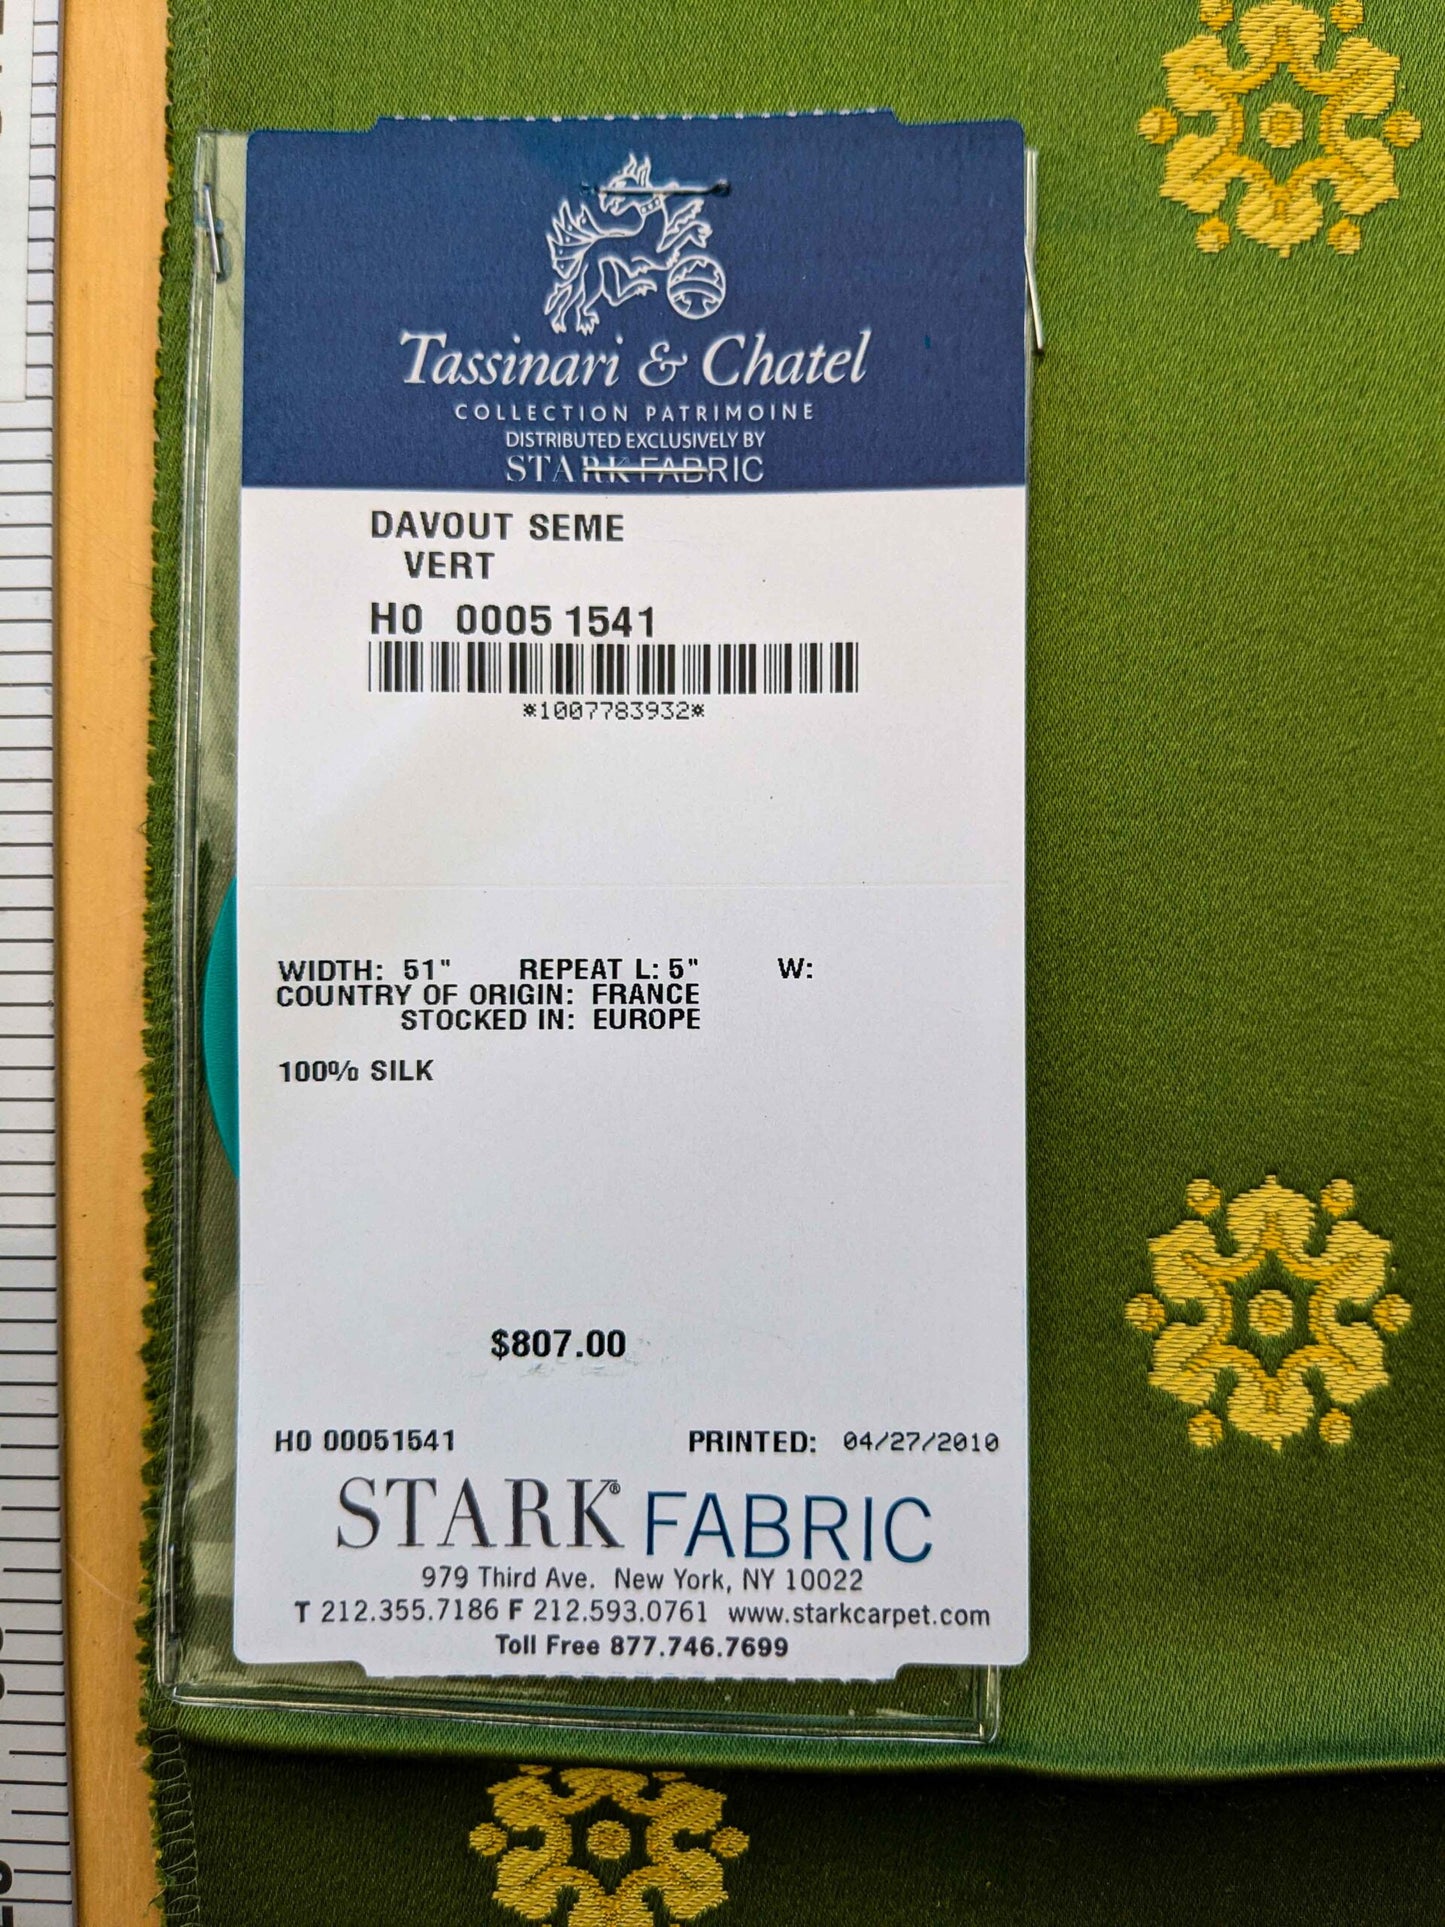 Tassinari & Chatel
COLLECTION PATRIMOINE
DISTRIBUTED EXCLUSIVELY BY
STARK FABRIC
DAVOUT SEME
VERT
H0 0005 1541
*1007783932*
WIDTH: 51" REPEAT L: 5" W:
COUNTRY OF ORIGIN: FRANCE
STOCKED IN: EUROPE
100% SILK
$807.00
H0 00051541 PRINTED: 04/27/2010
STARK® FABRIC
979 Third Ave. New York, NY 10022
T 212.355.7186 F 212.593.0761 www.starkcarpet.com
Toll Free 877.746.7699